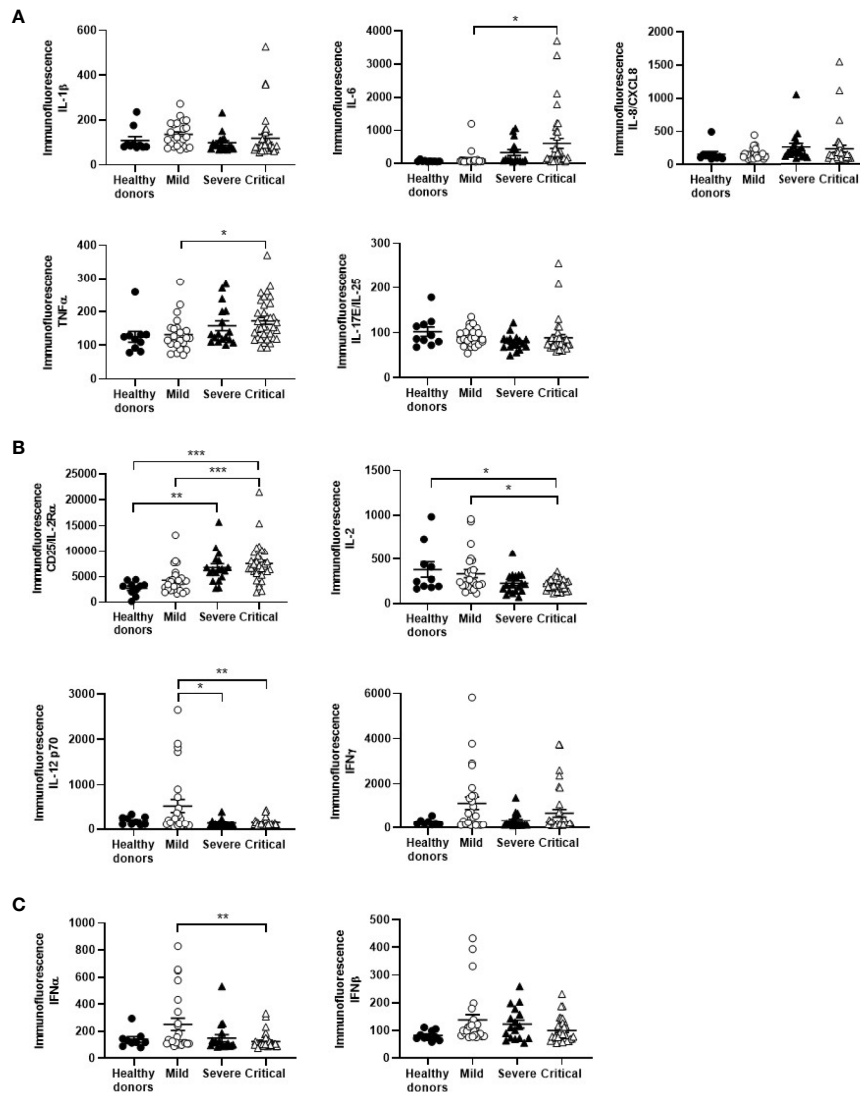 A
Immunofluorescence
IL-1β
600
400
200
0
Healthy
donors
Mild
Severe
Critical
Immunofluorescence
IL-6
4000
3000
2000
1000
0
*
Healthy
donors
Mild
Severe
Critical
Immunofluorescence
IL-8/CXCL8
2000
1500
1000
500
0
Healthy
donors
Mild
Severe
Critical
Immunofluorescence
TNFα
400
300
200
100
0
*
Healthy
donors
Mild
Severe
Critical
Immunofluorescence
IL-17E/IL-25
300
200
100
0
Healthy
donors
Mild
Severe
Critical
B
Immunofluorescence
CD25/IL-2Rα
25000
20000
15000
10000
5000
0
***
***
**
Healthy
donors
Mild
Severe
Critical
Immunofluorescence
IL-2
1500
1000
500
0
*
*
Healthy
donors
Mild
Severe
Critical
Immunofluorescence
IL-12 p70
3000
2000
1000
0
**
*
Healthy
donors
Mild
Severe
Critical
Immunofluorescence
IFNγ
6000
4000
2000
0
Healthy
donors
Mild
Severe
Critical
C
Immunofluorescence
IFNα
1000
800
600
400
200
0
**
Healthy
donors
Mild
Severe
Critical
Immunofluorescence
IFNβ
500
400
300
200
100
0
Healthy
donors
Mild
Severe
Critical